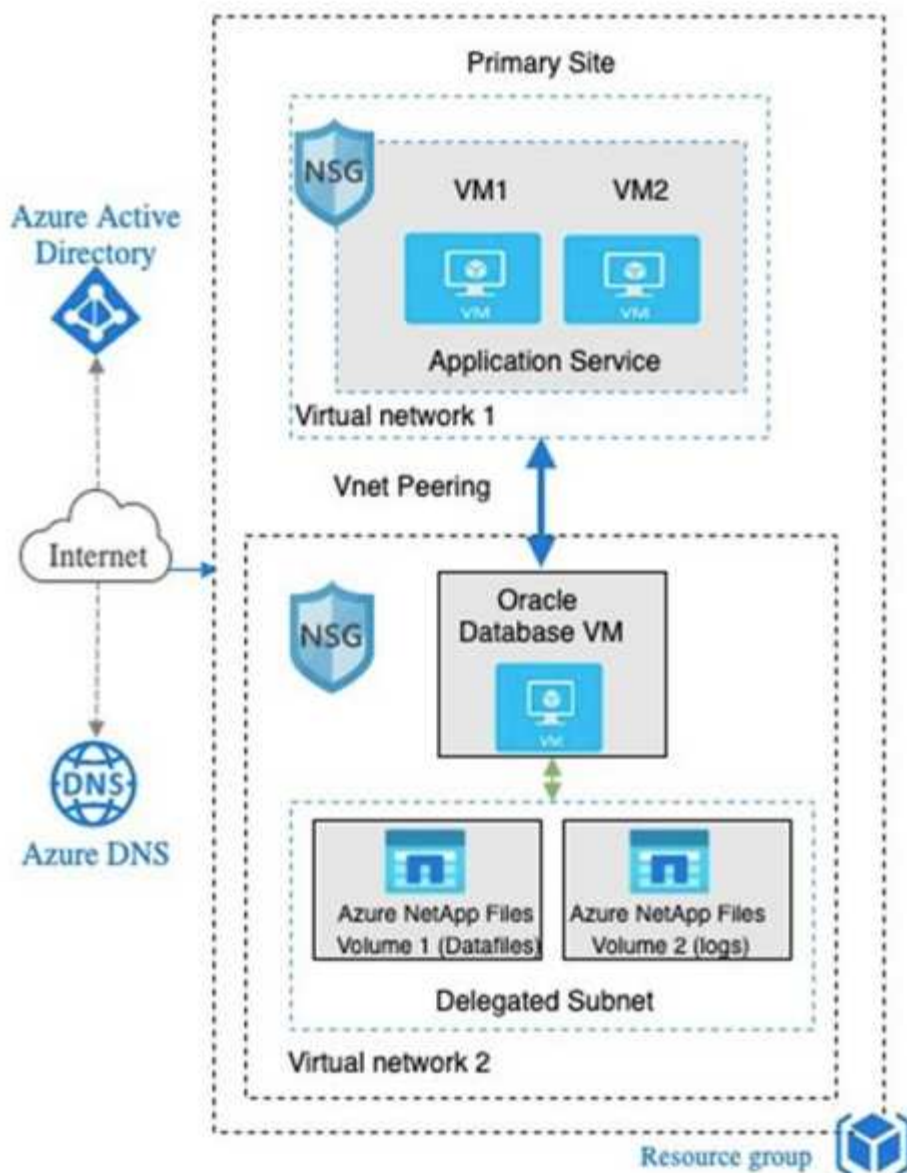 Primary Site
NSG
VM1
VM2
Azure Active
Directory
VM
VM
Application Service
Virtual network 1
Vnet Peering
Internet
Oracle
Database VM
NSG
VM
DNS
Azure DNS
Azure NetApp Files
Volume 1 (Datafiles)
Azure NetApp Files
Volume 2 (logs)
Delegated Subnet
Virtual network 2
Resource group